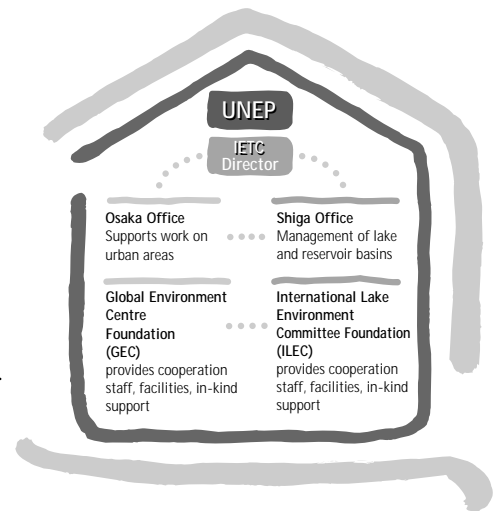 UNEP
IETC
Director
Osaka Office
Supports work on
urban areas
Shiga Office
Management of lake
and reservoir basins
Global Environment
Centre
Foundation
(GEC)
provides cooperation
staff, facilities, in-kind
support
International Lake
Environment
Committee Foundation
(ILEC)
provides cooperation
staff, facilities, in-kind
support